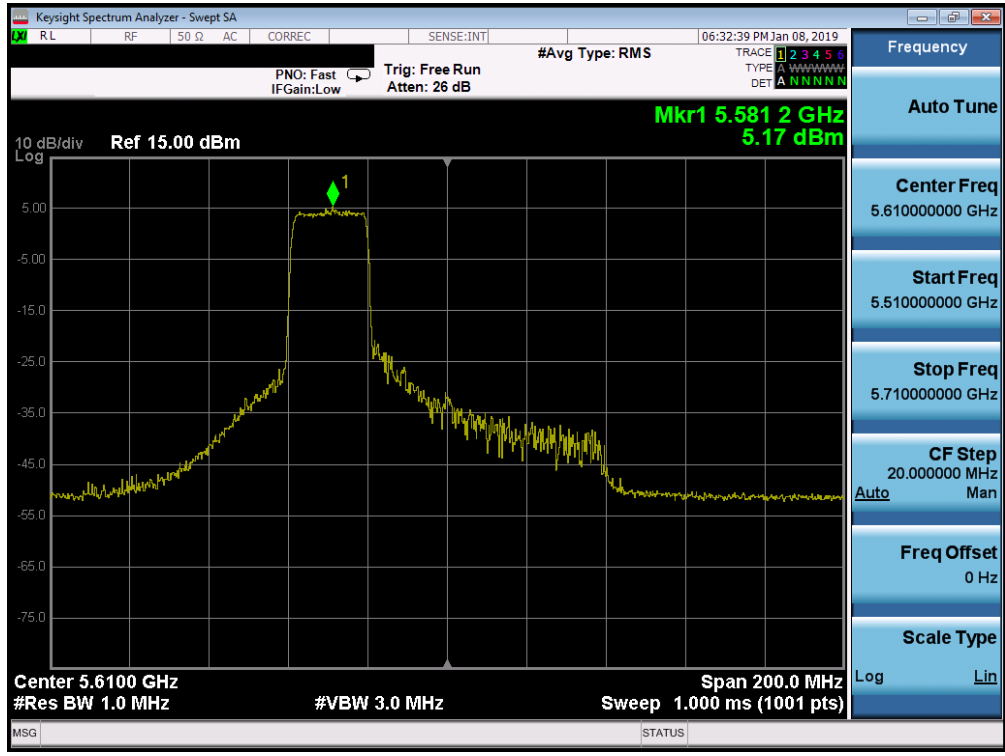 Keysight Spectrum Analyzer - Swept SA
LXI RL RF 50 Ω AC CORREC SENSE:INT 06:32:39 PM Jan 08, 2019
#Avg Type: RMS TRACE 1 2 3 4 5 6
PNO: Fast Trig: Free Run TYPE A WWWWW
IFGain:Low Atten: 26 dB DET A N N N N N
Mkr1 5.581 2 GHz
5.17 dBm
10 dB/div Ref 15.00 dBm
Log
1
5.00
-5.00
-15.0
-25.0
-35.0
-45.0
-55.0
-65.0
-75.0
Center 5.6100 GHz Span 200.0 MHz
#Res BW 1.0 MHz #VBW 3.0 MHz Sweep 1.000 ms (1001 pts)
MSG STATUS
Frequency
Auto Tune
Center Freq
5.610000000 GHz
Start Freq
5.510000000 GHz
Stop Freq
5.710000000 GHz
CF Step
20.000000 MHz
Auto Man
Freq Offset
0 Hz
Scale Type
Log Lin